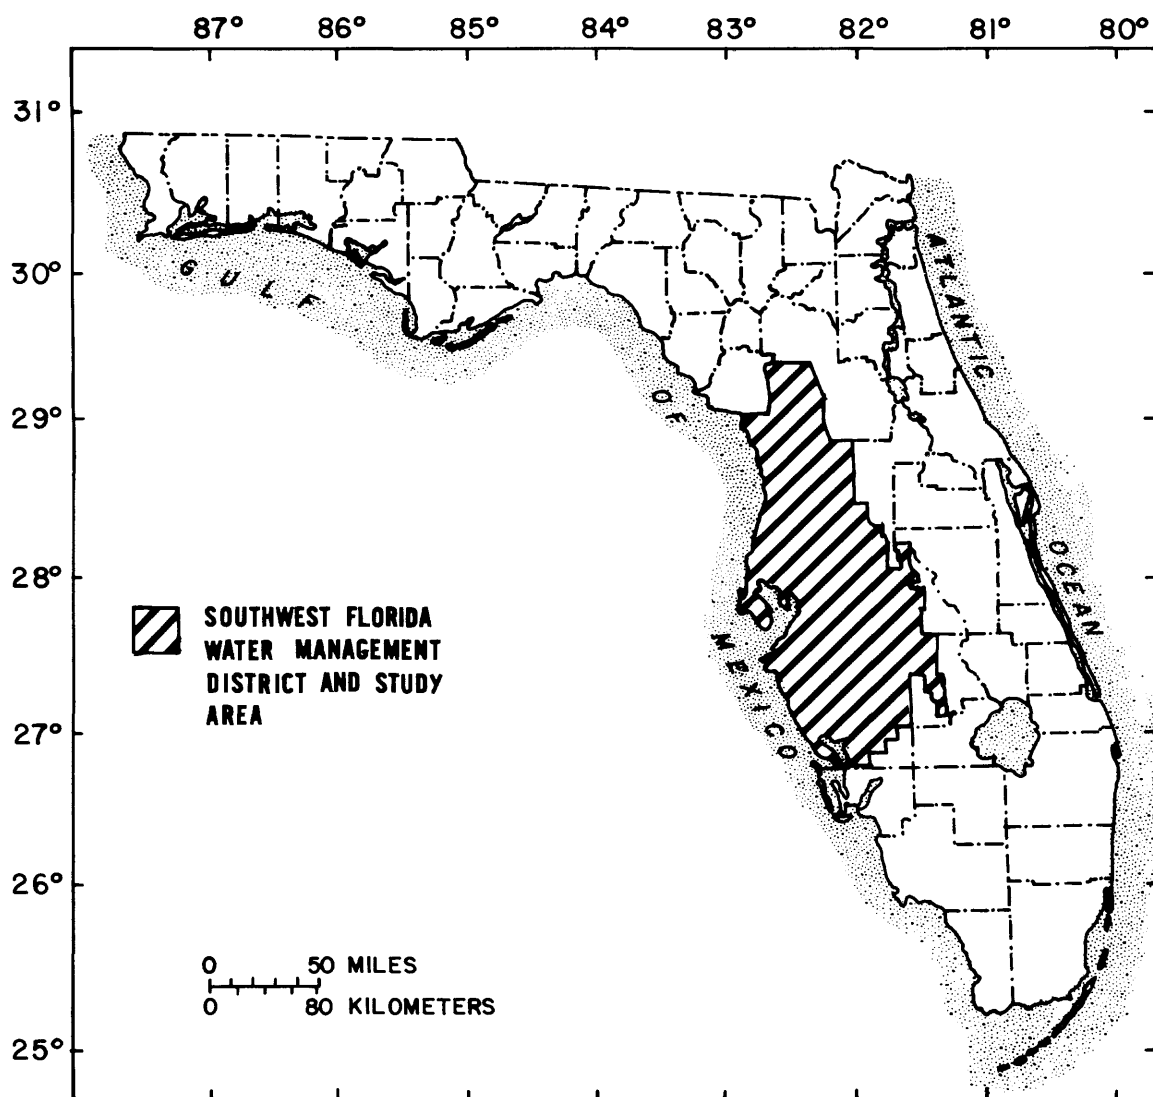 87° 86° 85° 84° 83° 82° 81° 80°
31°
30°
29°
28°
27°
26°
25°
GULF
OF
MEXICO
ATLANTIC
OCEAN
SOUTHWEST FLORIDA
WATER MANAGEMENT
DISTRICT AND STUDY
AREA
0 50 MILES
0 80 KILOMETERS